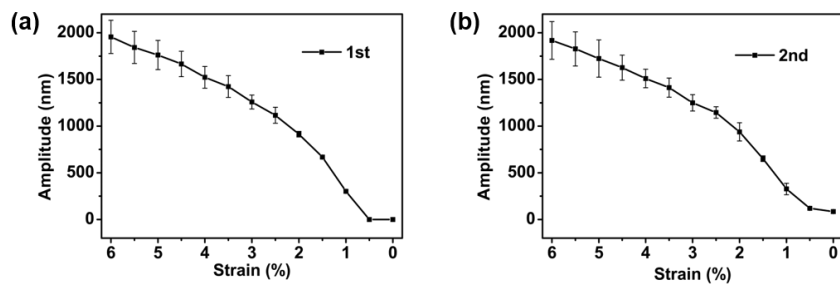 (a)
2000
1500
1000
500
0
Amplitude (nm)
1st
6 5 4 3 2 1 0
Strain (%)
(b)
2000
1500
1000
500
0
Amplitude (nm)
2nd
6 5 4 3 2 1 0
Strain (%)